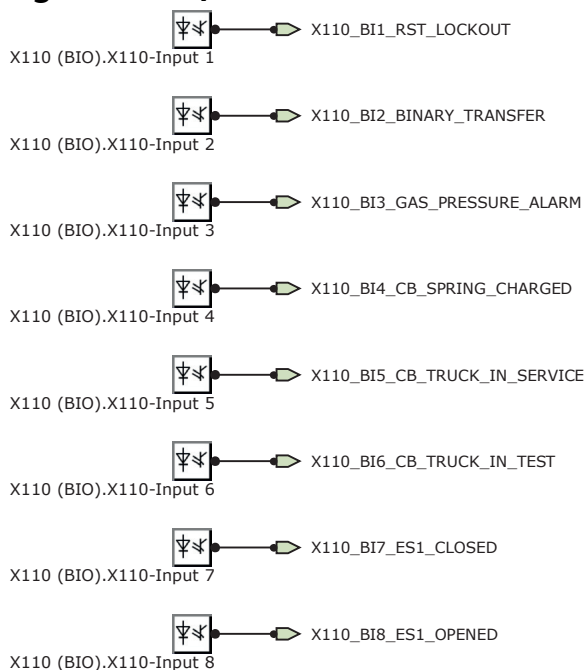 X110_BI1_RST_LOCKOUT
X110 (BIO).X110-Input 1
X110_BI2_BINARY_TRANSFER
X110 (BIO).X110-Input 2
X110_BI3_GAS_PRESSURE_ALARM
X110 (BIO).X110-Input 3
X110_BI4_CB_SPRING_CHARGED
X110 (BIO).X110-Input 4
X110_BI5_CB_TRUCK_IN_SERVICE
X110 (BIO).X110-Input 5
X110_BI6_CB_TRUCK_IN_TEST
X110 (BIO).X110-Input 6
X110_BI7_ES1_CLOSED
X110 (BIO).X110-Input 7
X110_BI8_ES1_OPENED
X110 (BIO).X110-Input 8